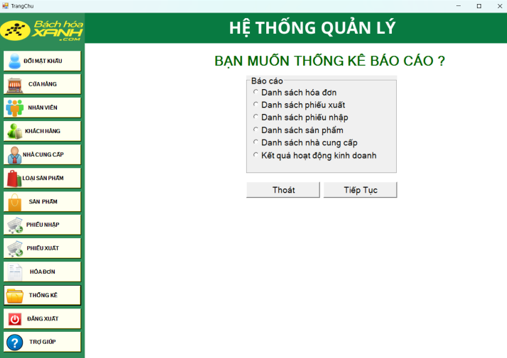 TrangChu
Bách hóa
XANH
.COM
HỆ THỐNG QUẢN LÝ
BẠN MUỐN THỐNG KÊ BÁO CÁO ?
Báo cáo
Danh sách hóa đơn
Danh sách phiếu xuất
Danh sách phiếu nhập
Danh sách sản phẩm
Danh sách nhà cung cấp
Kết quả hoạt động kinh doanh
Thoát
Tiếp Tục
ĐỔI MẬT KHẨU
CỬA HÀNG
NHÂN VIÊN
KHÁCH HÀNG
NHÀ CUNG CẤP
LOẠI SẢN PHẨM
SẢN PHẨM
PHIẾU NHẬP
PHIẾU XUẤT
HÓA ĐƠN
THỐNG KÊ
ĐĂNG XUẤT
TRỢ GIÚP